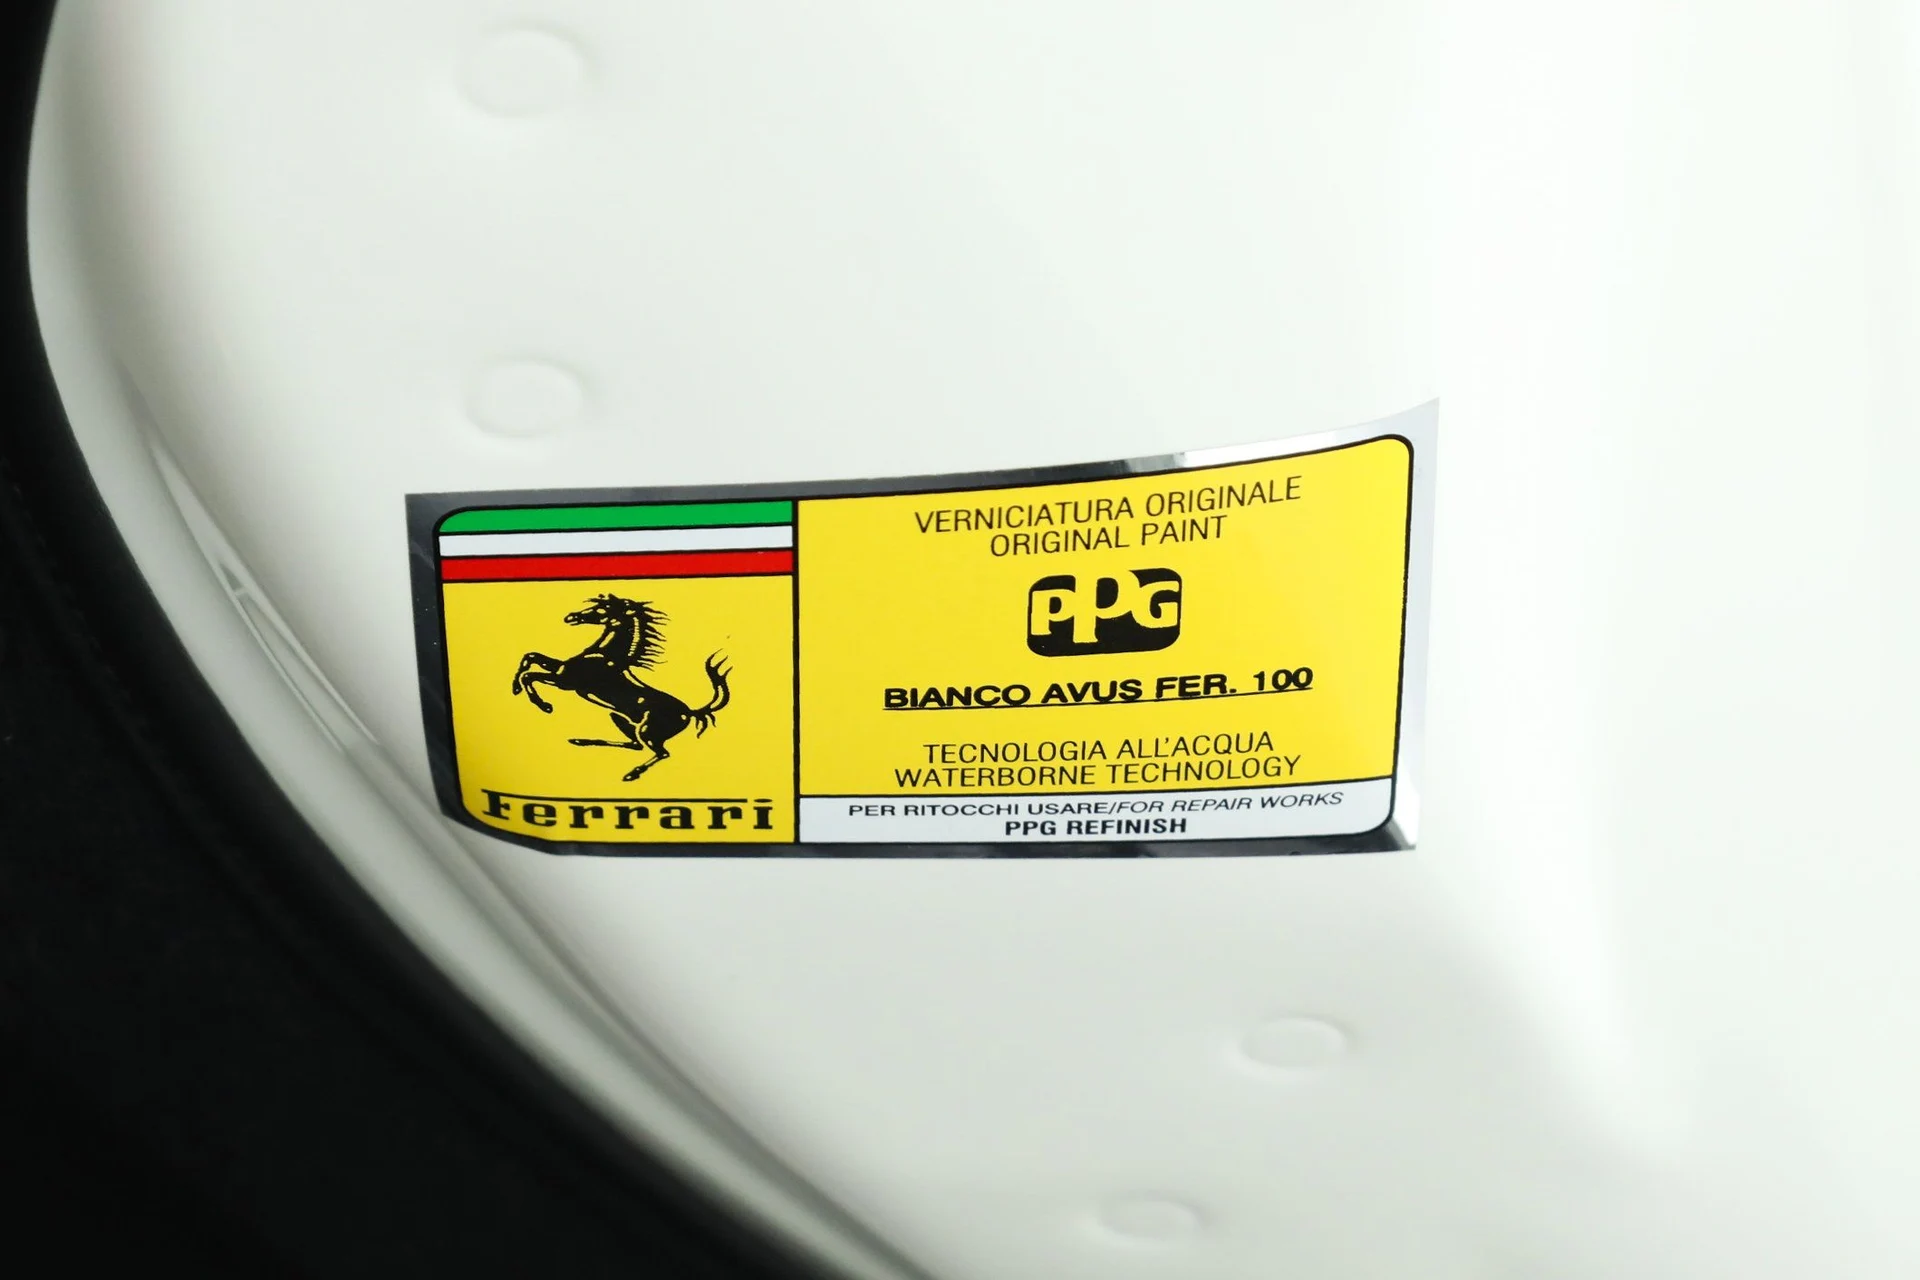 Ferrari
VERNICIATURA ORIGINALE
ORIGINAL PAINT
PPG
BIANCO AVUS FER. 100
TECNOLOGIA ALL'ACQUA
WATERBORNE TECHNOLOGY
PER RITOCCHI USARE/FOR REPAIR WORKS
PPG REFINISH